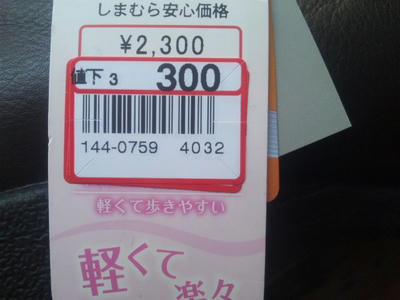 しまむら安心価格
¥2,300
値下3 300
144-0759 4032
軽くて歩きやすい
軽くて
楽々